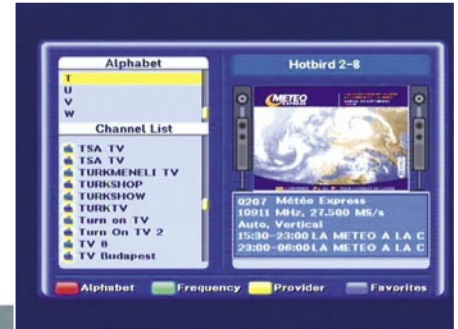 Alphabet
T
U
V
W
Channel List
TSA TV
TSA TV
TURKMENELI TV
TURKSHOP
TURKSHOW
TURKTV
Turn on TV
Turn On TV 2
TV 8
TV Budapest
Hotbird 2-8
METEO
EXPRESS
0207 Météo Express
10911 MHz, 27.500 MS/s
Auto, Vertical
15:30-23:00 LA METEO A LA C
23:00-06:00 LA METEO A LA C
Alphabet Frequency Provider Favorites